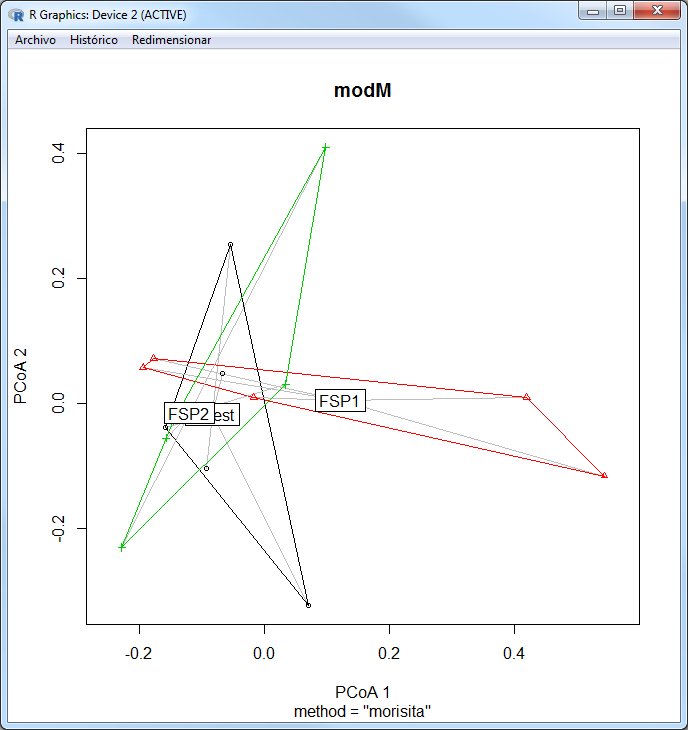 R Graphics: Device 2 (ACTIVE)
Archivo Histórico Redimensionar
modM
0.4
0.2
0.0
-0.2
PCoA 2
FSP1
FSP2
est
-0.2 0.0 0.2 0.4
PCoA 1
method = "morisita"